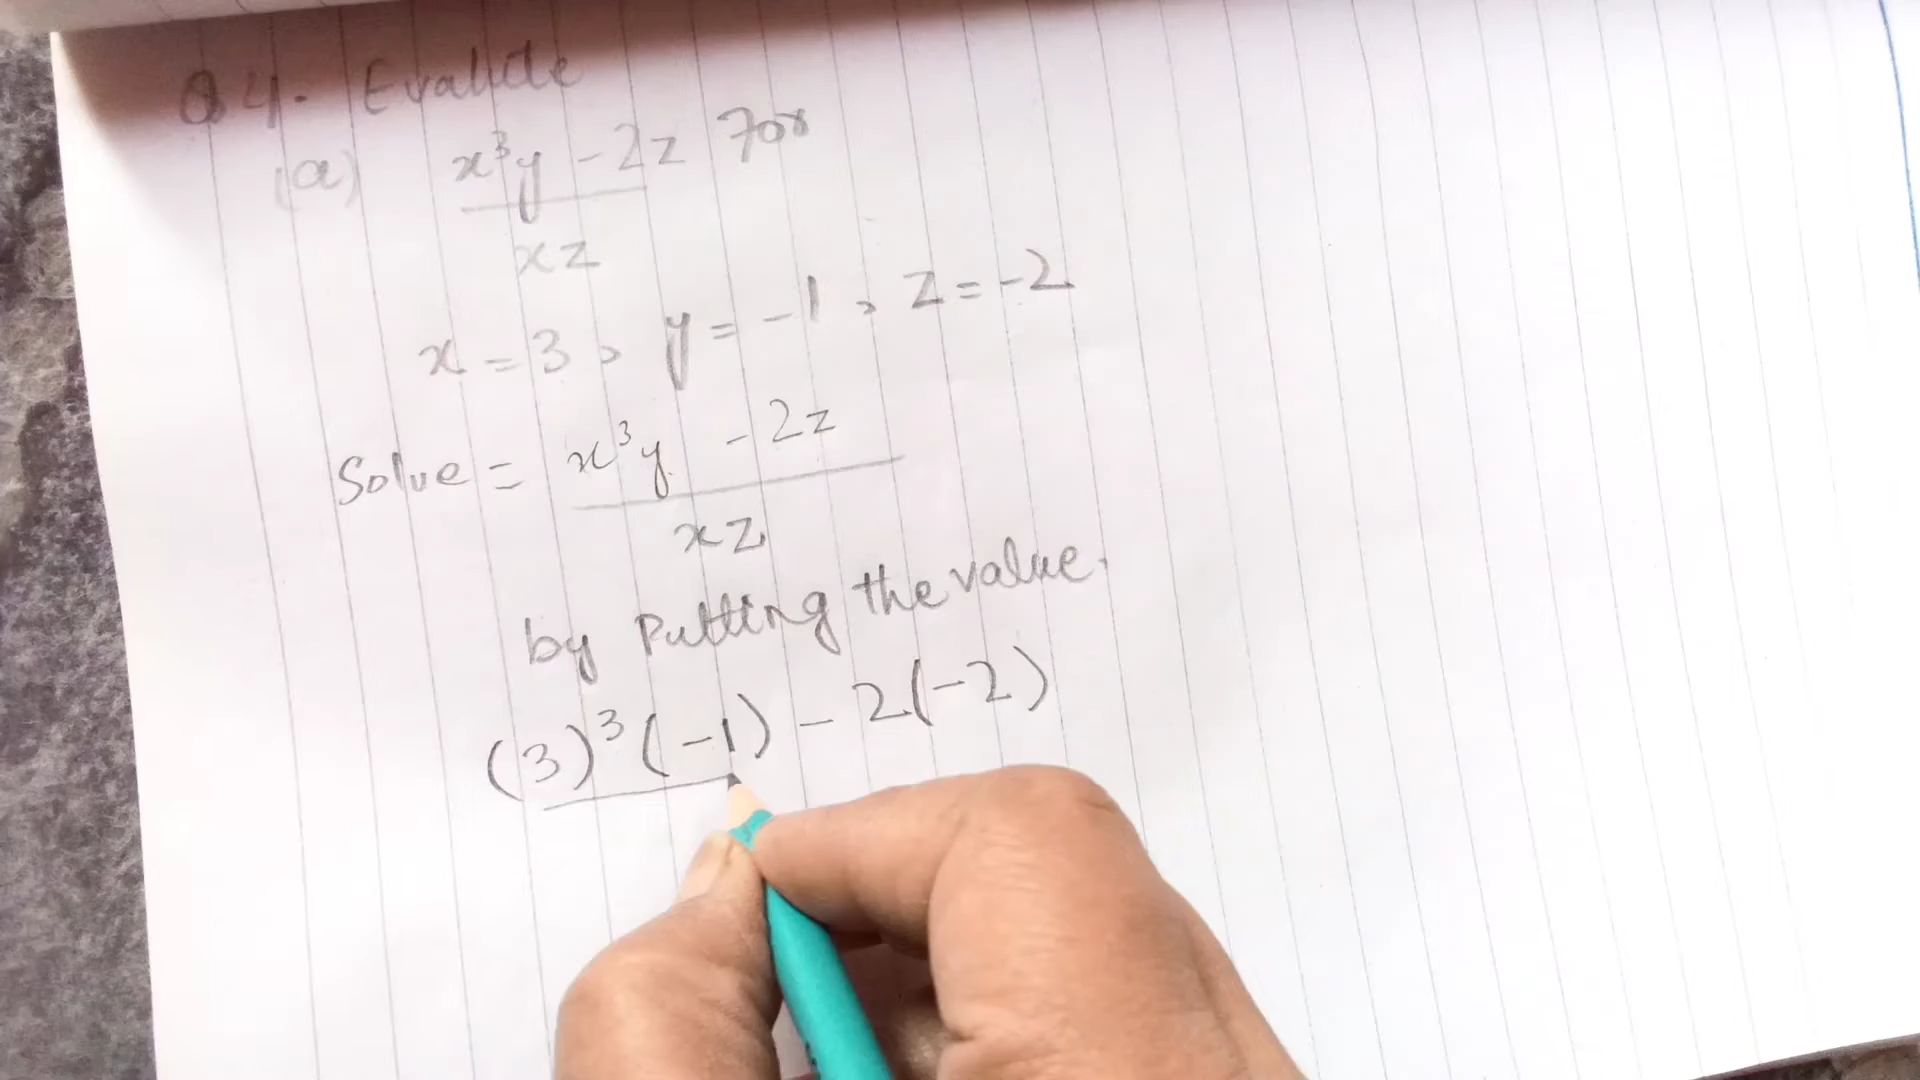 Q4. Evalute
(a) x³y - 2z for
xz
x = 3, y = -1, z = -2
Solve = x³y - 2z
xz
by Putting the value.
(3)³(-1) - 2(-2)